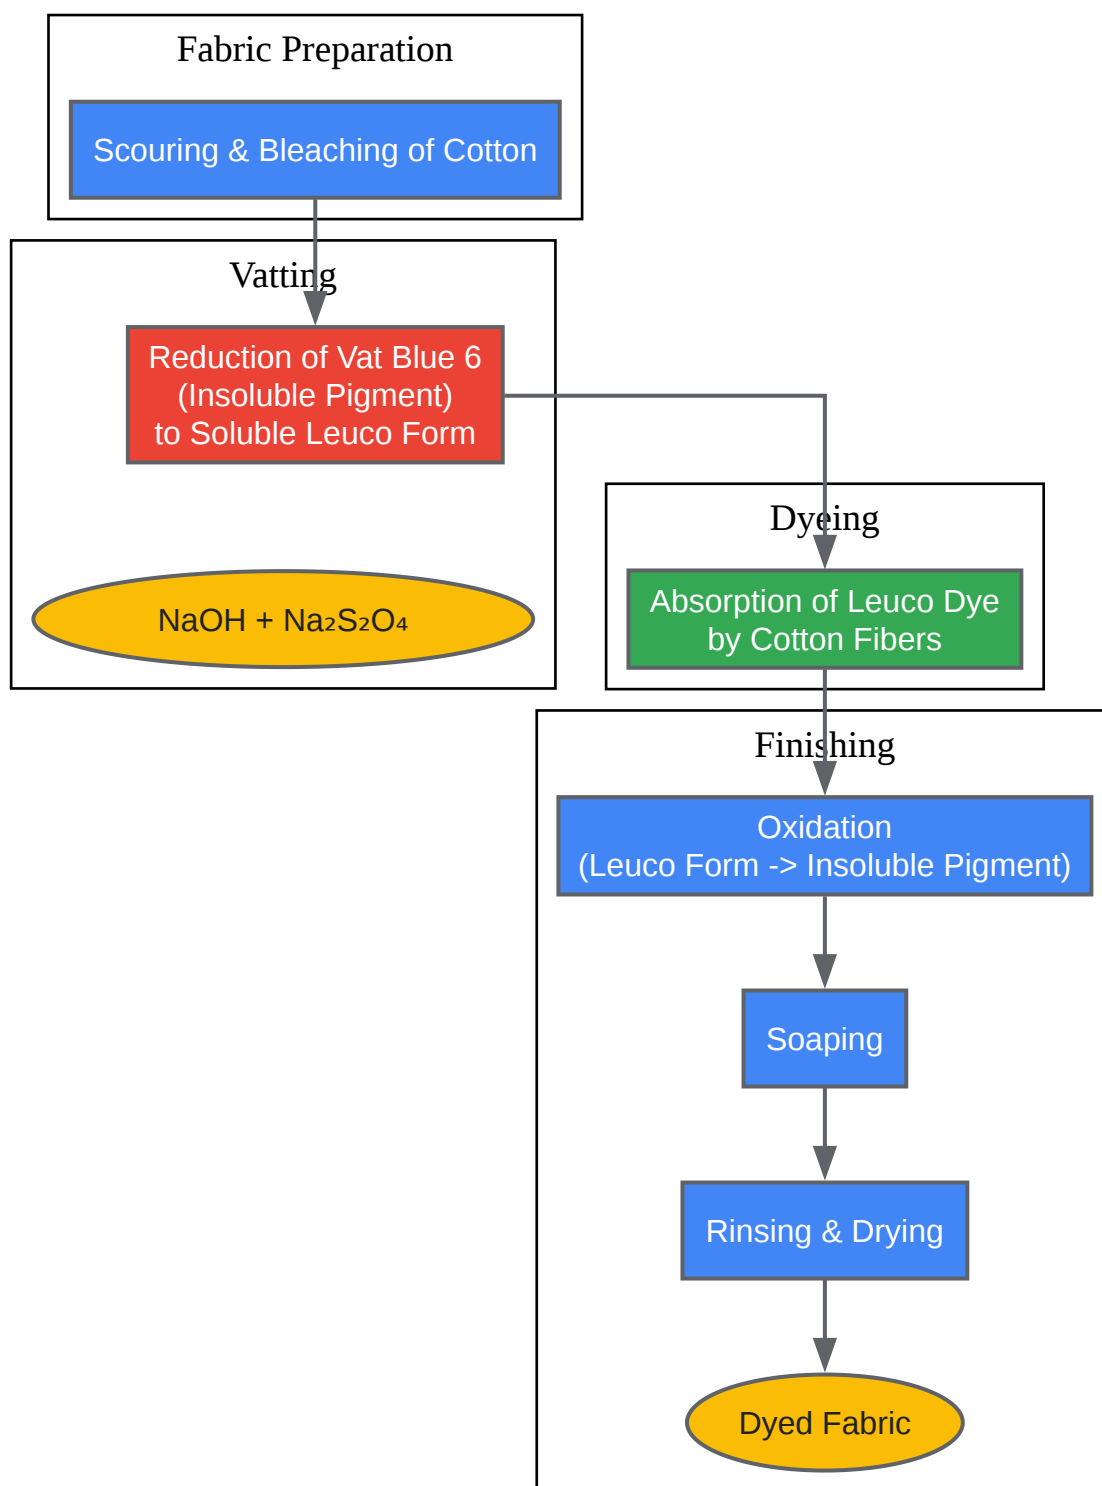 Fabric Preparation
Scouring & Bleaching of Cotton
Vatting
Reduction of Vat Blue 6
(Insoluble Pigment)
to Soluble Leuco Form
NaOH + Na₂S₂O₄
Dyeing
Absorption of Leuco Dye
by Cotton Fibers
Finishing
Oxidation
(Leuco Form -> Insoluble Pigment)
Soaping
Rinsing & Drying
Dyed Fabric